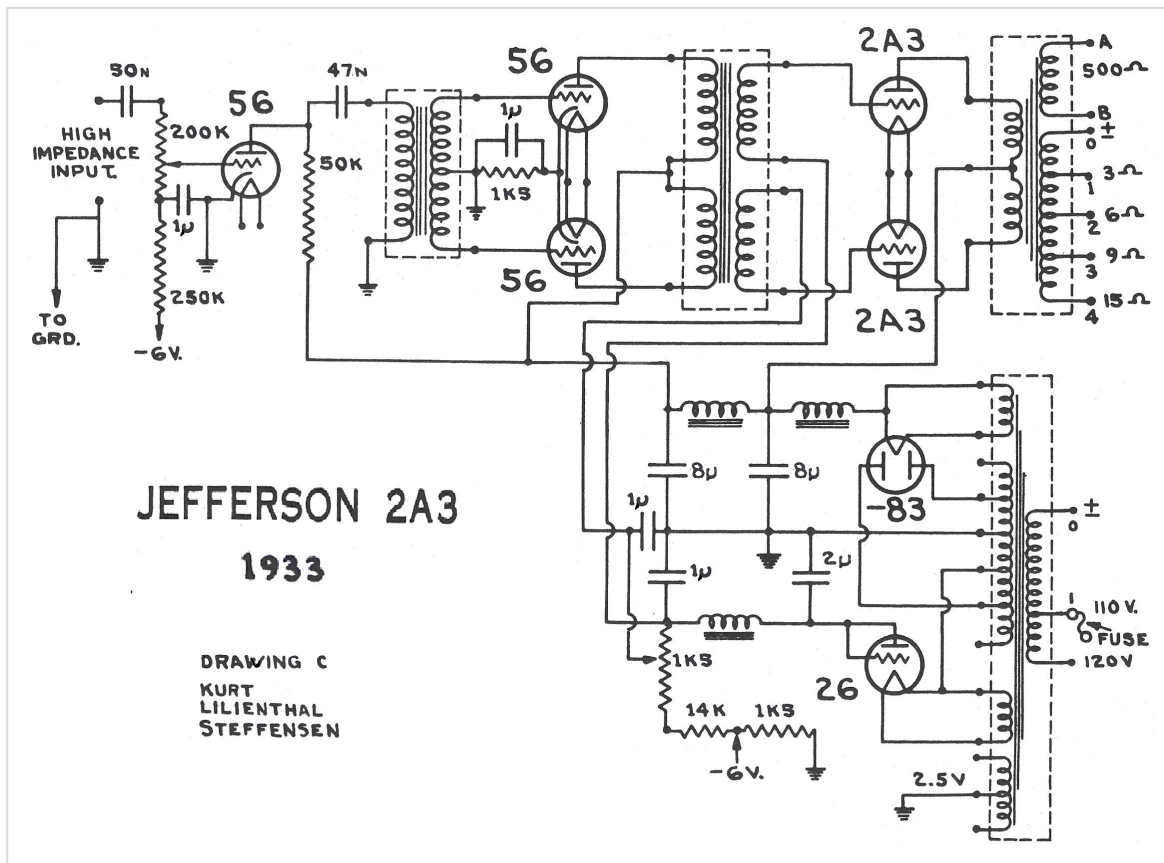 50N
47N
56
56
2A3
A
500Ω
B
±
0
HIGH
IMPEDANCE
INPUT.
200K
50K
1µ
1K5
3Ω
1
6Ω
2
9Ω
3
15Ω
4
1µ
250K
56
2A3
TO
GRD.
-6V.
8µ
8µ
-83
JEFFERSON 2A3
1933
1µ
1µ
2µ
±
0
1
110V.
FUSE
120V
DRAWING C
KURT
LILIENTHAL
STEFFENSEN
1K5
26
14K
1K5
-6V.
2.5V